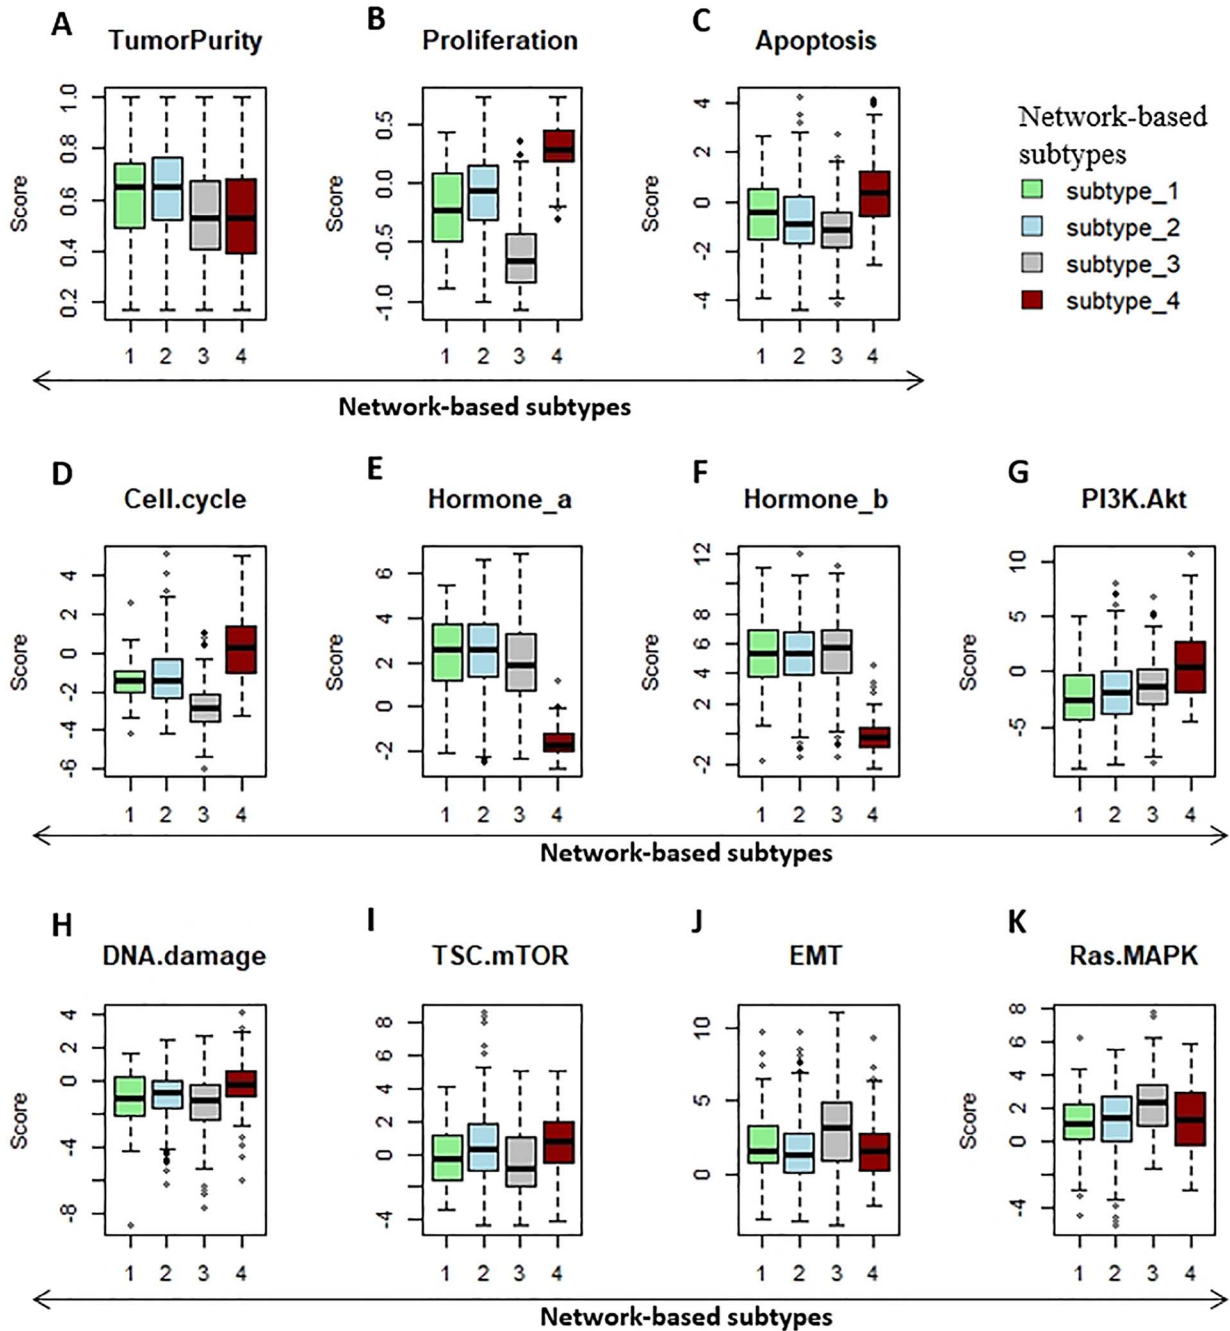 A
TumorPurity
Score
1.0
0.8
0.6
0.4
0.2
1 2 3 4
B
Proliferation
Score
0.5
0.0
-0.5
-1.0
1 2 3 4
C
Apoptosis
Score
4
2
0
-2
-4
1 2 3 4
Network-based
subtypes
subtype_1
subtype_2
subtype_3
subtype_4
Network-based subtypes
D
Cell.cycle
Score
4
2
0
-2
-4
-6
1 2 3 4
E
Hormone_a
Score
6
4
2
0
-2
1 2 3 4
F
Hormone_b
Score
12
8
6
4
2
-2
1 2 3 4
G
PI3K.Akt
Score
10
5
0
-5
1 2 3 4
Network-based subtypes
H
DNA.damage
Score
4
2
0
-4
-8
1 2 3 4
I
TSC.mTOR
Score
8
6
4
2
0
-4
1 2 3 4
J
EMT
Score
10
5
0
1 2 3 4
K
Ras.MAPK
Score
8
6
4
2
0
-4
1 2 3 4
Network-based subtypes